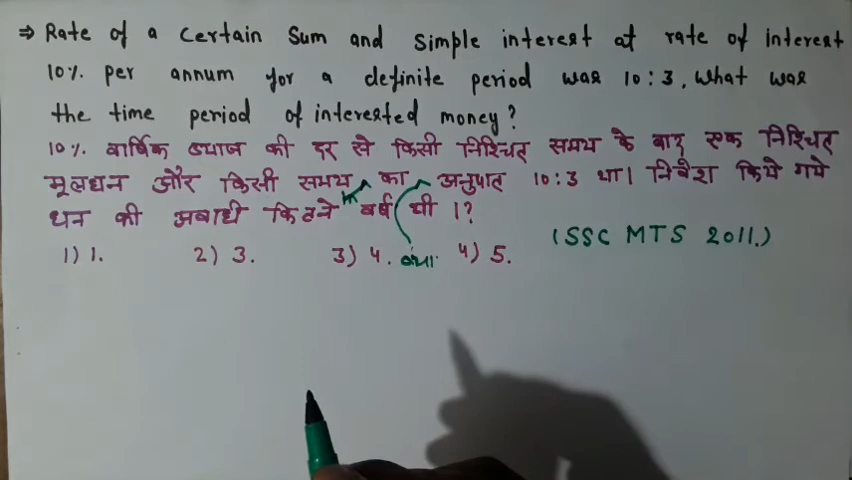 ⇒ Rate of a certain sum and simple interest at rate of interest
10% per annum for a definite period was 10:3. What was
the time period of interested money?
10% वार्षिक ब्याज की दर से किसी निश्चित समय के बाद एक निश्चित
मूलधन और किसी समय का अनुपात 10:3 था। निवेश किये गये
धन की अवाधी कितने वर्ष थी ।?
1) 1. 2) 3. 3) 4. 4) 5. (SSC MTS 2011.)